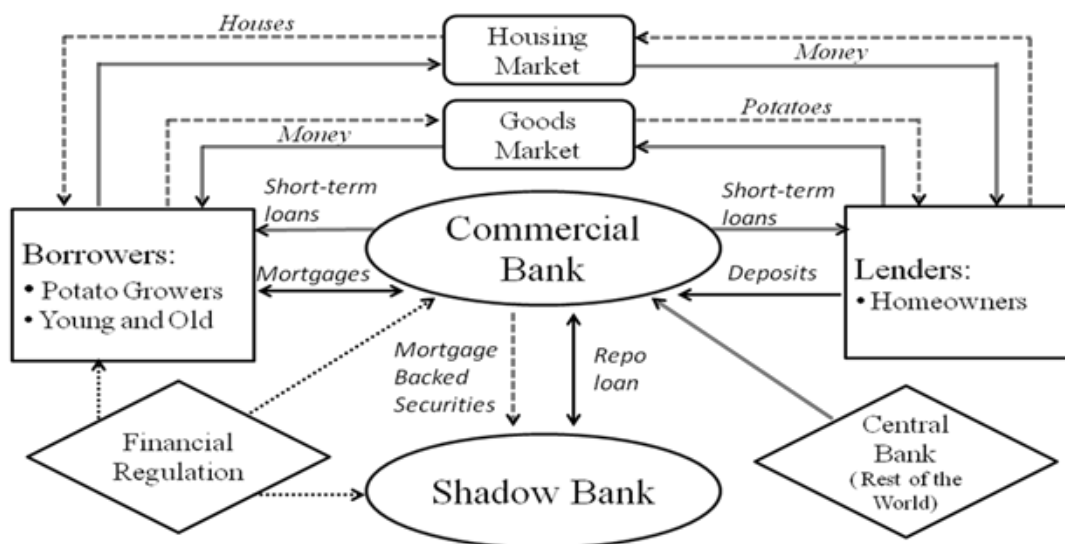 Houses
Housing
Market
Money
Potatoes
Goods
Market
Money
Short-term
loans
Commercial
Bank
Short-term
loans
Borrowers:
• Potato Growers
• Young and Old
Mortgages
Deposits
Lenders:
• Homeowners
Mortgage
Backed
Securities
Repo
loan
Financial
Regulation
Shadow Bank
Central
Bank
( Rest of the
World)